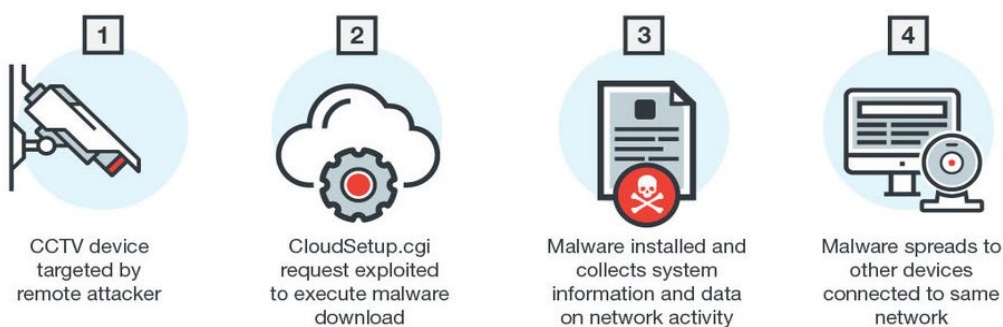 1
CCTV device
targeted by
remote attacker
2
CloudSetup.cgi
request exploited
to execute malware
download
3
Malware installed and
collects system
information and data
on network activity
4
Malware spreads to
other devices
connected to same
network